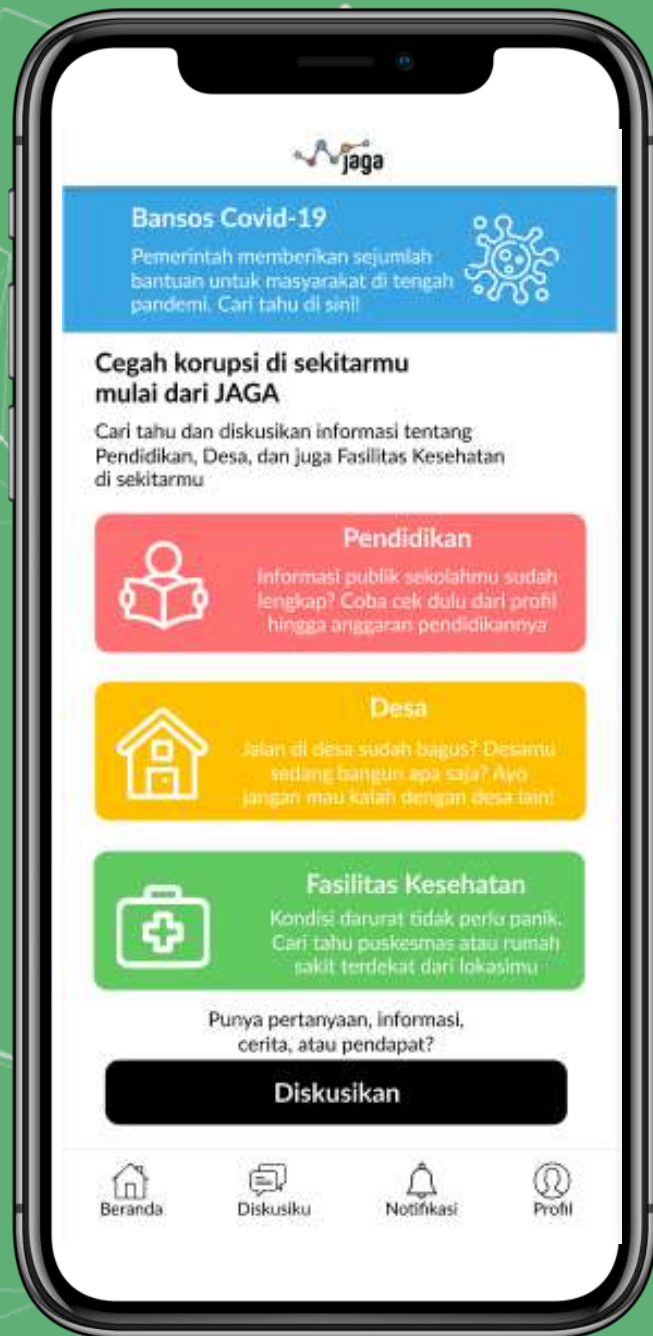 jaga
Bansos Covid-19
Pemerintah memberikan sejumlah
bantuan untuk masyarakat di tengah
pandemi. Cari tahu di sini!
Cegah korupsi di sekitarmu
mulai dari JAGA
Cari tahu dan diskusikan informasi tentang
Pendidikan, Desa, dan juga Fasilitas Kesehatan
di sekitarmu
Pendidikan
Informasi publik sekolahmu sudah
lengkap? Coba cek dulu dari profil
hingga anggaran pendidikannya
Desa
Jalan di desa sudah bagus? Desamu
sedang bangun apa saja? Ayo
jangan mau kalah dengan desa lain!
Fasilitas Kesehatan
Kondisi darurat tidak perlu panik.
Cari tahu puskesmas atau rumah
sakit terdekat dari lokasimu
Punya pertanyaan, informasi,
cerita, atau pendapat?
Diskusikan
Beranda Diskusiku Notifikasi Profil